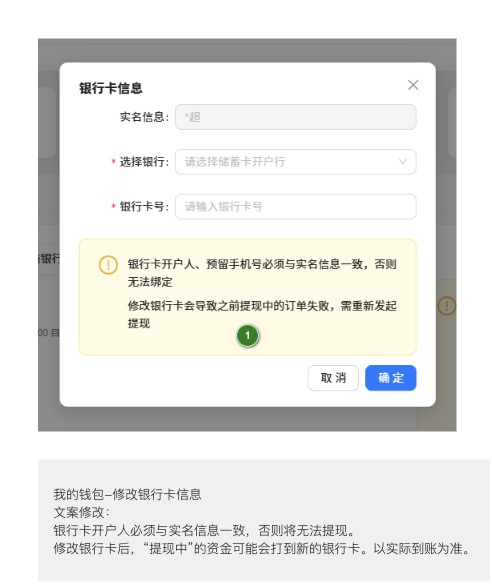 银行卡信息
实名信息: *超
* 选择银行: 请选择储蓄卡开户行
* 银行卡号: 请输入银行卡号
银行
银行卡开户人、预留手机号必须与实名信息一致，否则
无法绑定
修改银行卡会导致之前提现中的订单失败，需重新发起
提现
00 日
1
取 消 确 定
我的钱包-修改银行卡信息
文案修改:
银行卡开户人必须与实名信息一致，否则将无法提现。
修改银行卡后，“提现中”的资金可能会打到新的银行卡。以实际到账为准。